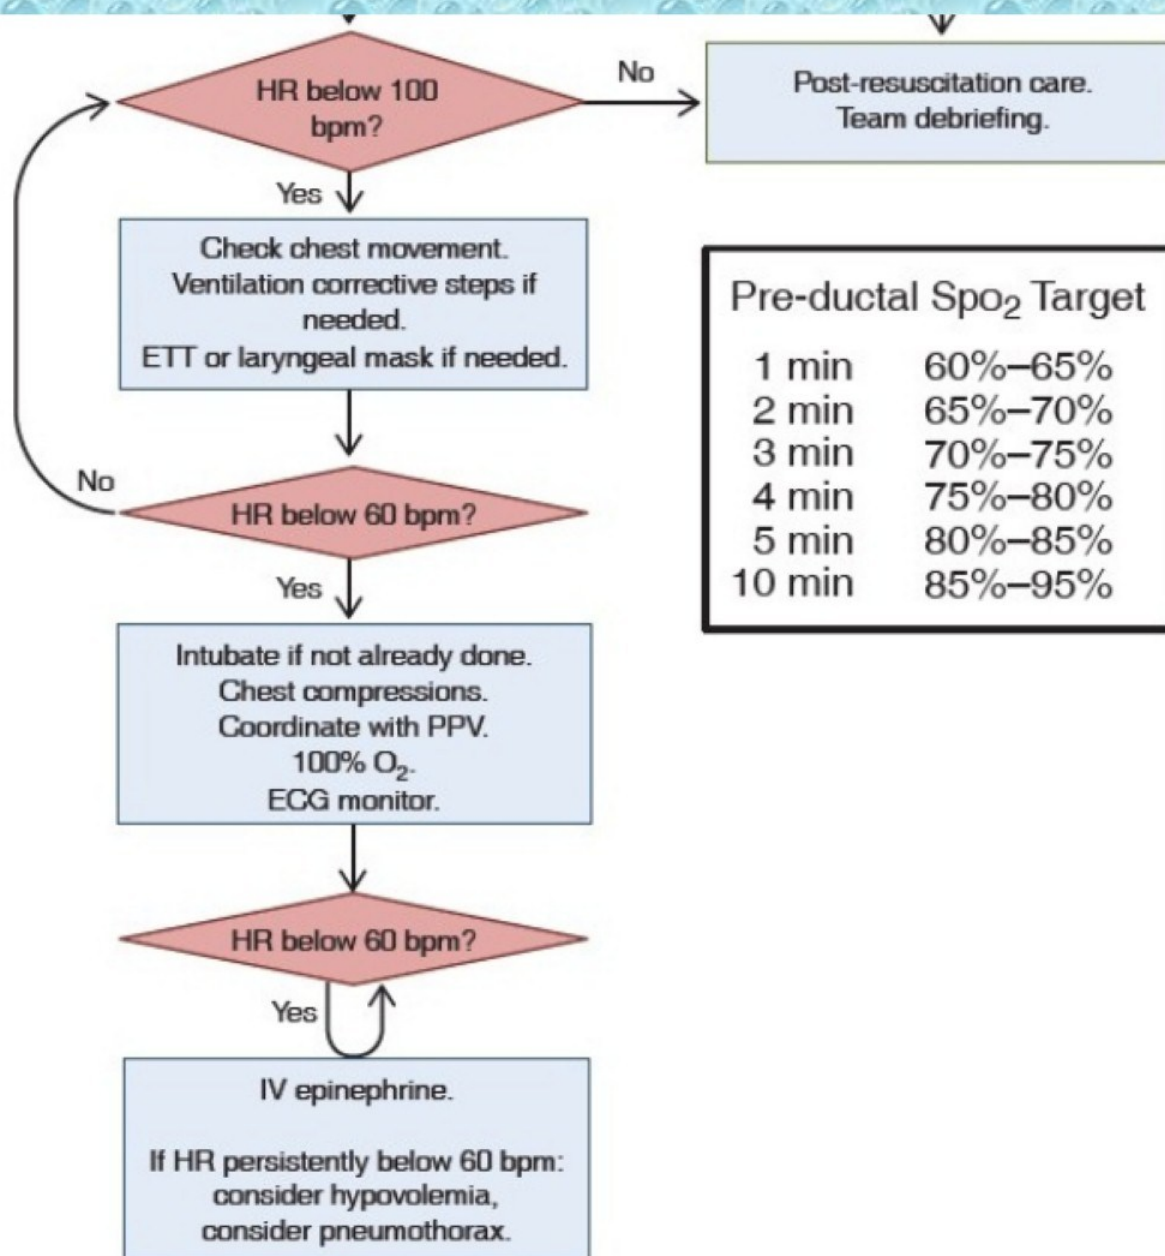 HR below 100
bpm?
No
Post-resuscitation care.
Team debriefing.
Yes
Check chest movement.
Ventilation corrective steps if
needed.
ETT or laryngeal mask if needed.
Pre-ductal Spo₂ Target
1 min 60%–65%
2 min 65%–70%
3 min 70%–75%
4 min 75%–80%
5 min 80%–85%
10 min 85%–95%
No
HR below 60 bpm?
Yes
Intubate if not already done.
Chest compressions.
Coordinate with PPV.
100% O₂.
ECG monitor.
HR below 60 bpm?
Yes
IV epinephrine.
If HR persistently below 60 bpm:
consider hypovolemia,
consider pneumothorax.